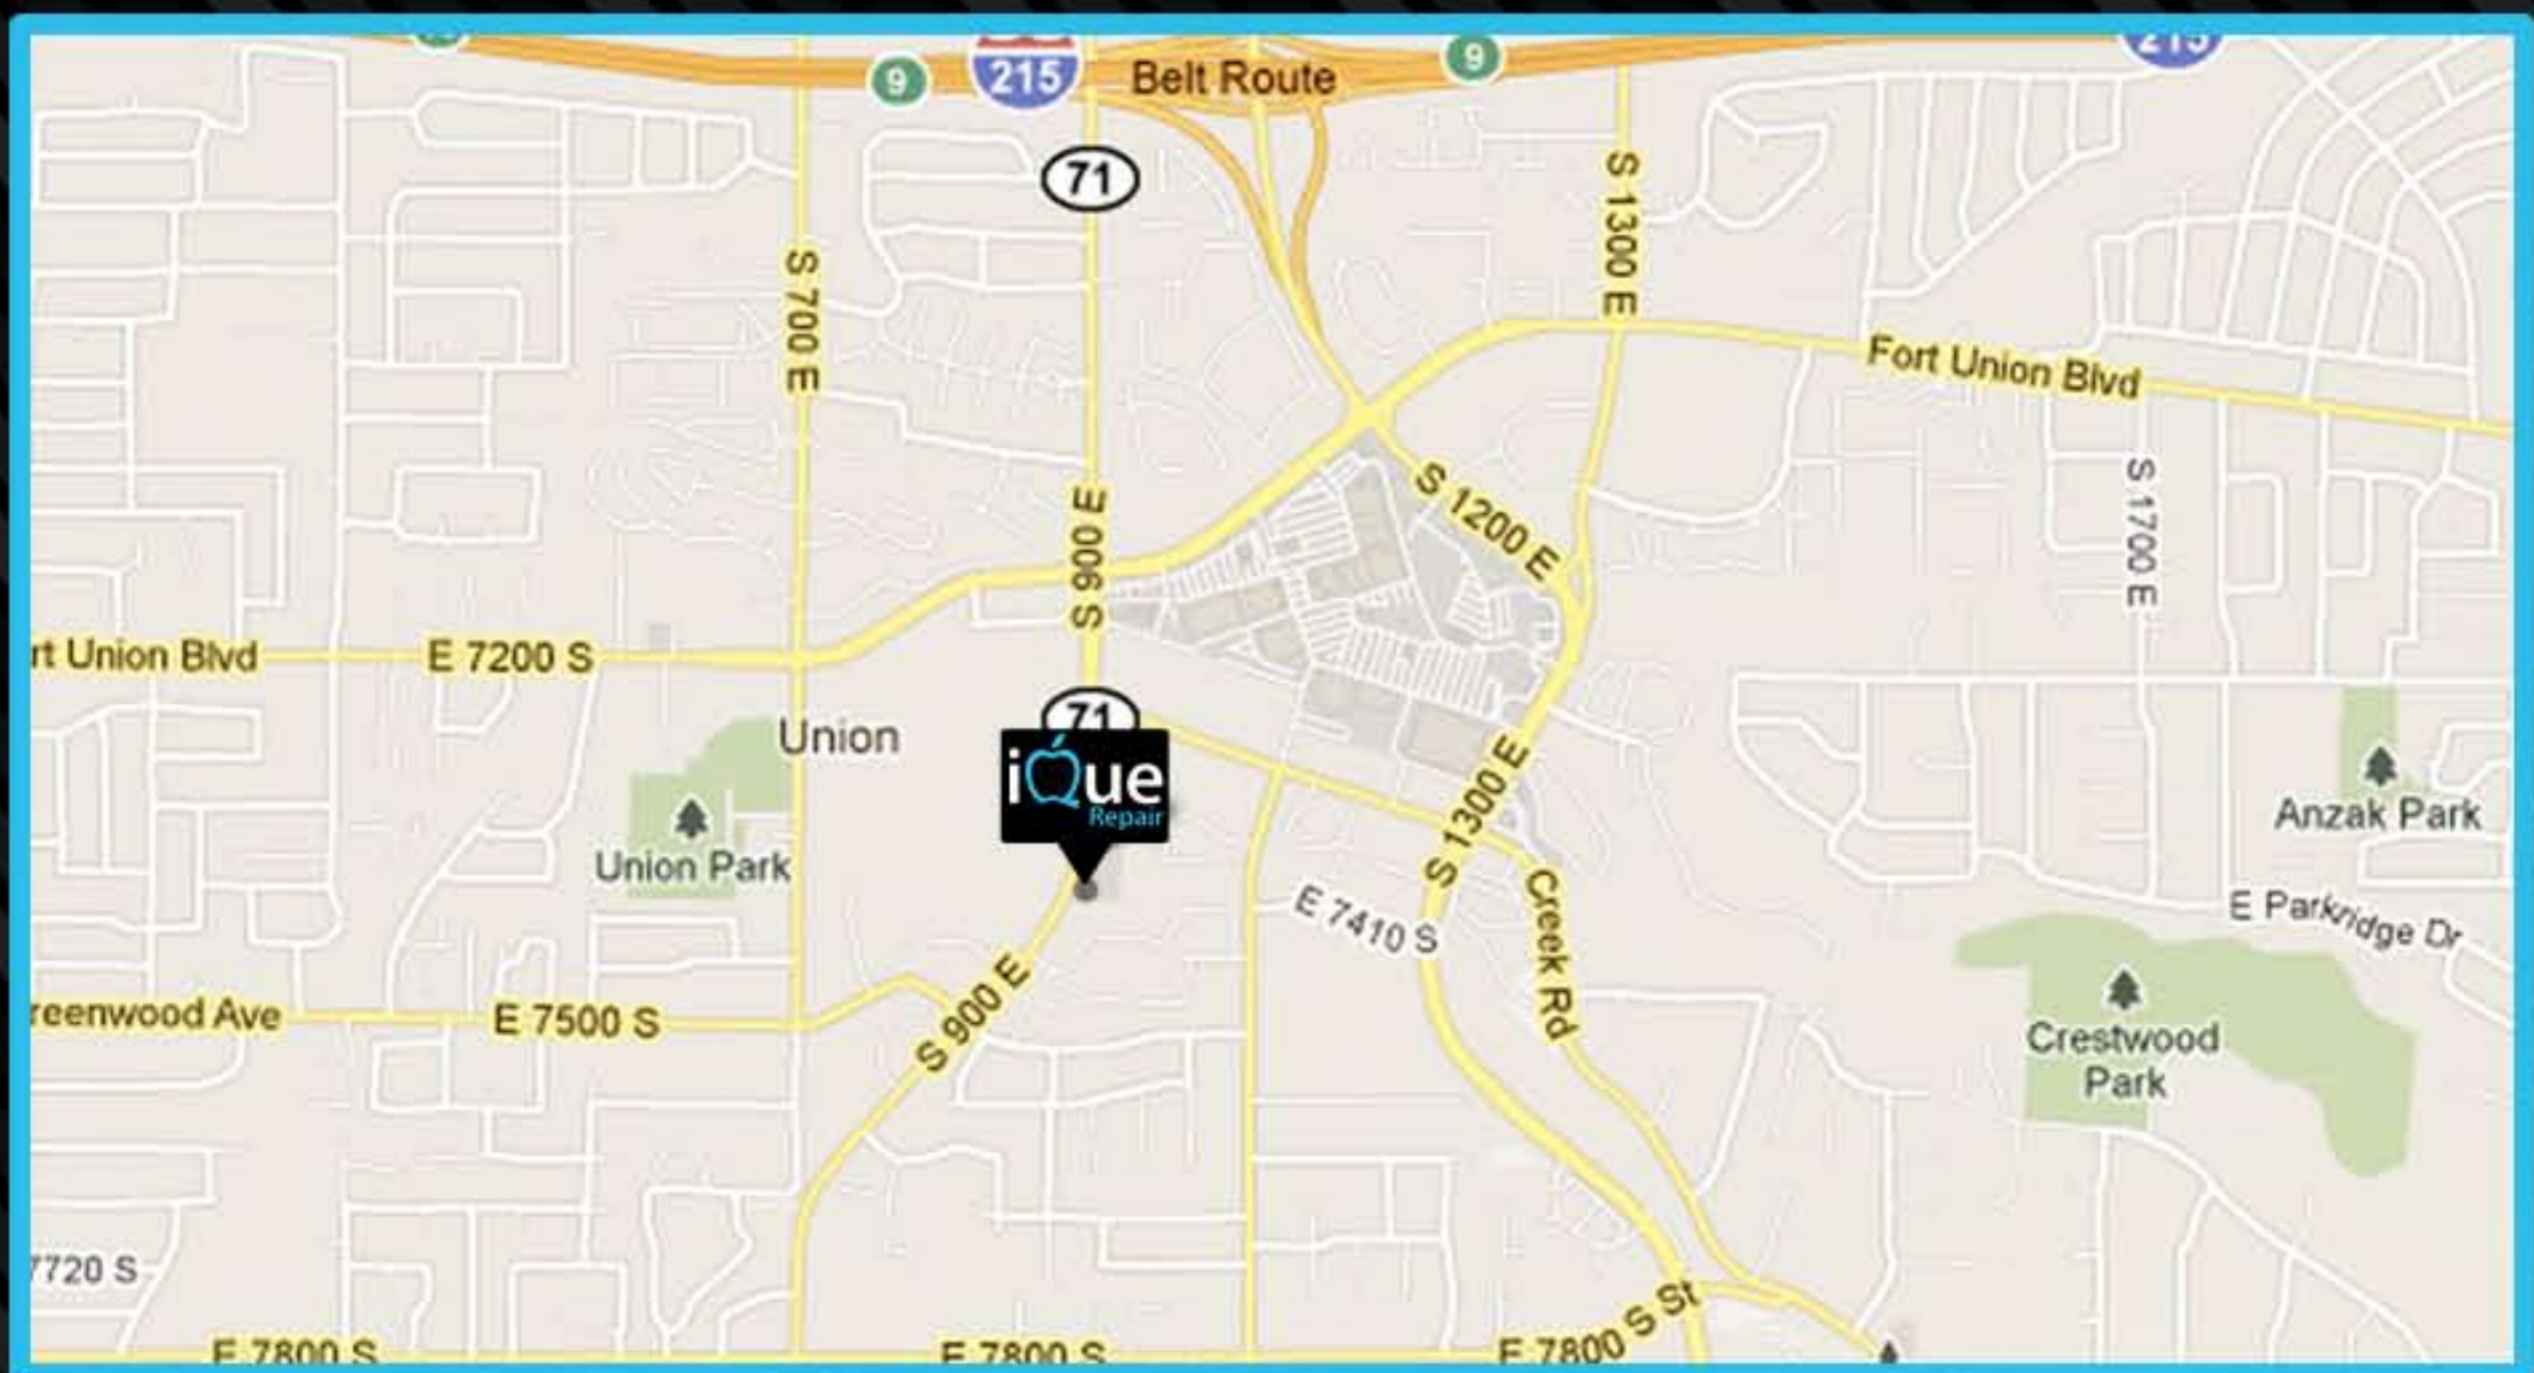 215
9
215
Belt Route
9
71
S 1300 E
S 700 E
Fort Union Blvd
S 1200 E
S 1700 E
S 900 E
rt Union Blvd
E 7200 S
71
Union
iQue
Repair
S 1300 E
Anzak Park
Union Park
E 7410 S
Creek Rd
E Parkridge Dr
S 900 E
reenwood Ave
E 7500 S
Crestwood
Park
7720 S
E 7800 S St
E 7800 S
E 7800 S